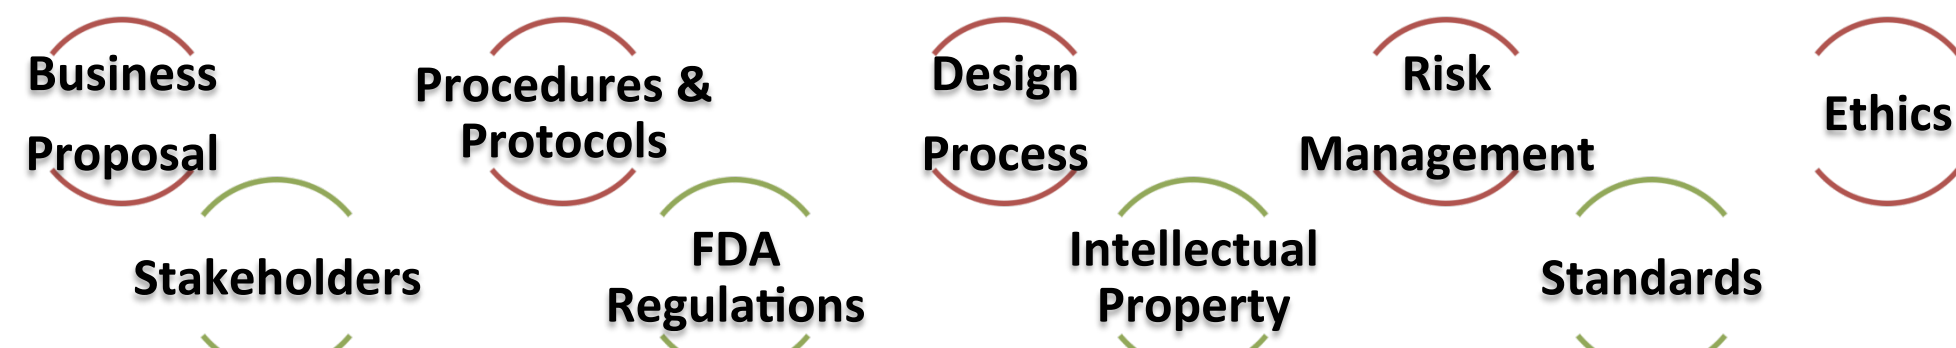 Business
Proposal
Procedures &
Protocols
Design
Process
Risk
Management
Ethics
Stakeholders
FDA
Regulations
Intellectual
Property
Standards